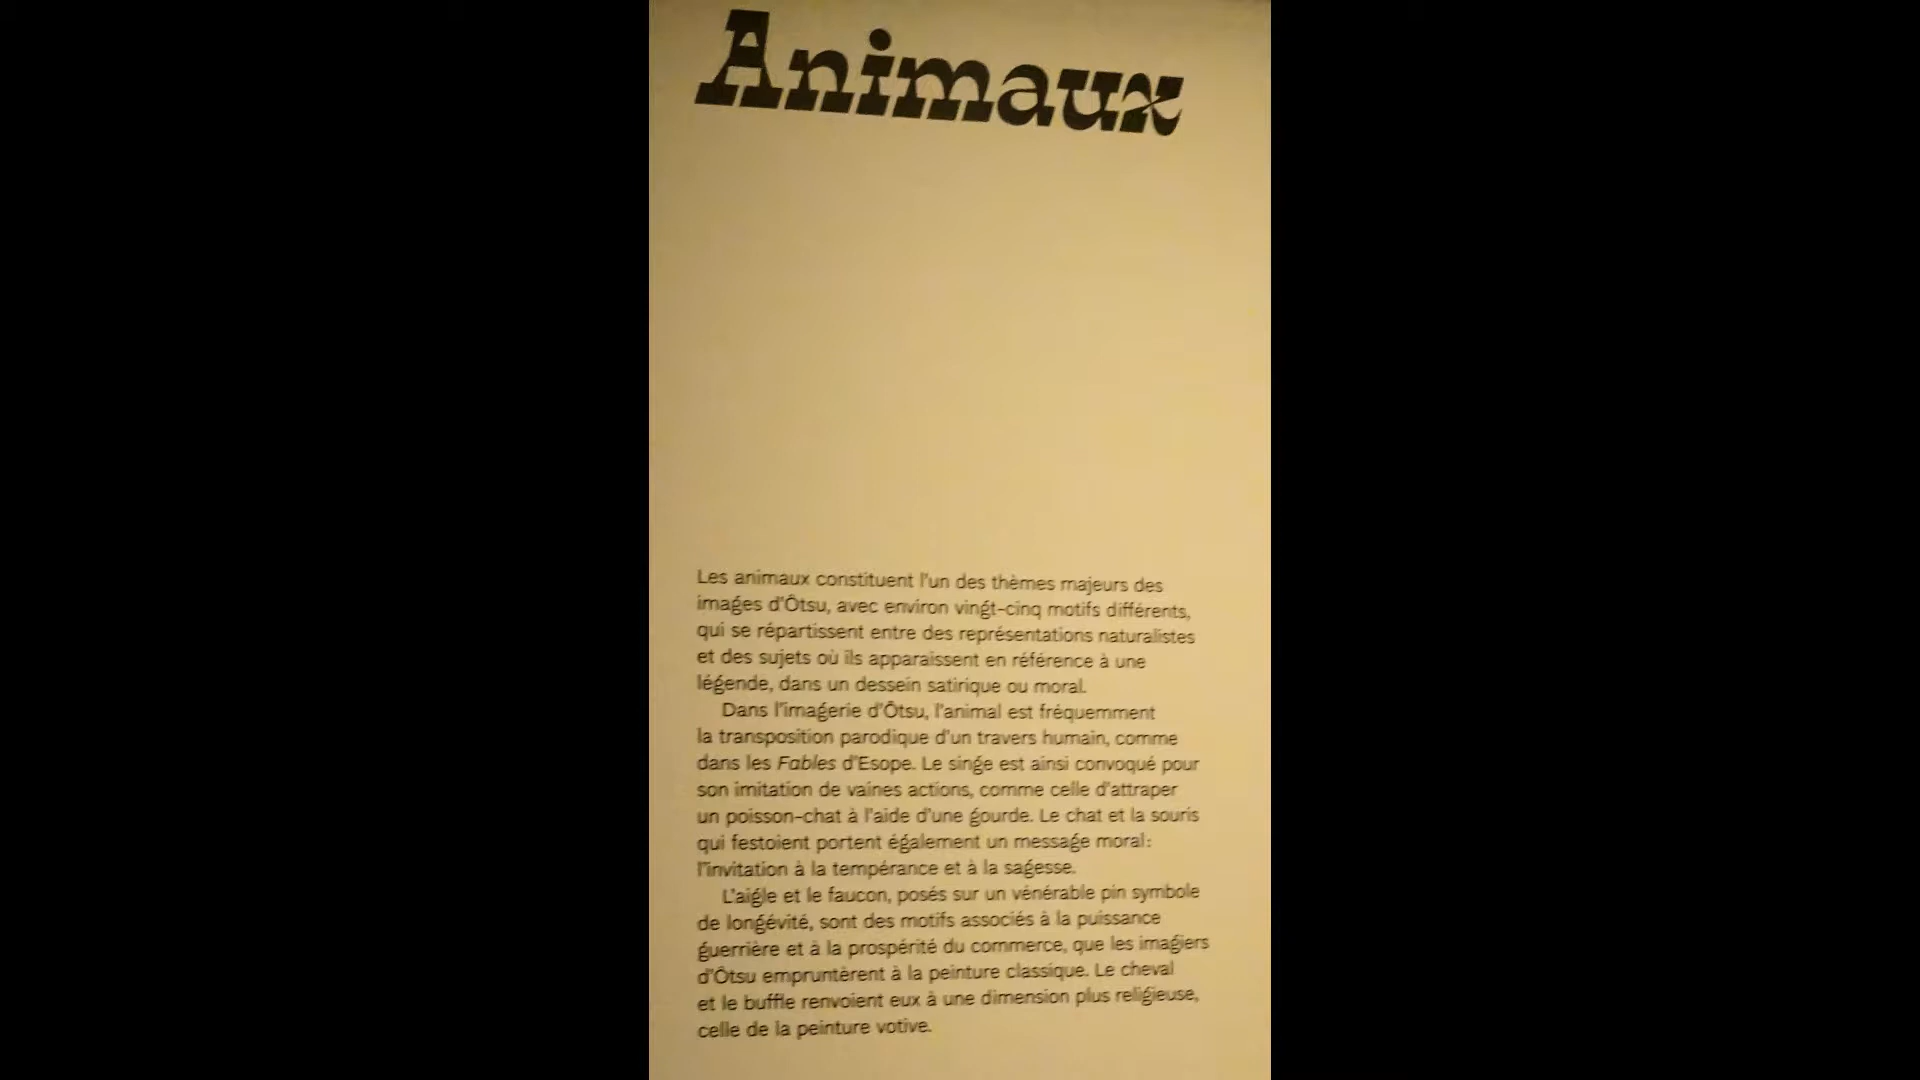 Animaux
Les animaux constituent l'un des thèmes majeurs des
images d'Ôtsu, avec environ vingt-cinq motifs différents,
qui se répartissent entre des représentations naturalistes
et des sujets où ils apparaissent en référence à une
légende, dans un dessein satirique ou moral.
Dans l'imagerie d'Ôtsu, l'animal est fréquemment
la transposition parodique d'un travers humain, comme
dans les Fables d'Esope. Le singe est ainsi convoqué pour
son imitation de vaines actions, comme celle d'attraper
un poisson-chat à l'aide d'une gourde. Le chat et la souris
qui festoient portent également un message moral:
l'invitation à la tempérance et à la sagesse.
L'aigle et le faucon, posés sur un vénérable pin symbole
de longévité, sont des motifs associés à la puissance
guerrière et à la prospérité du commerce, que les imagiers
d'Ôtsu empruntèrent à la peinture classique. Le cheval
et le buffle renvoient eux à une dimension plus religieuse,
celle de la peinture votive.